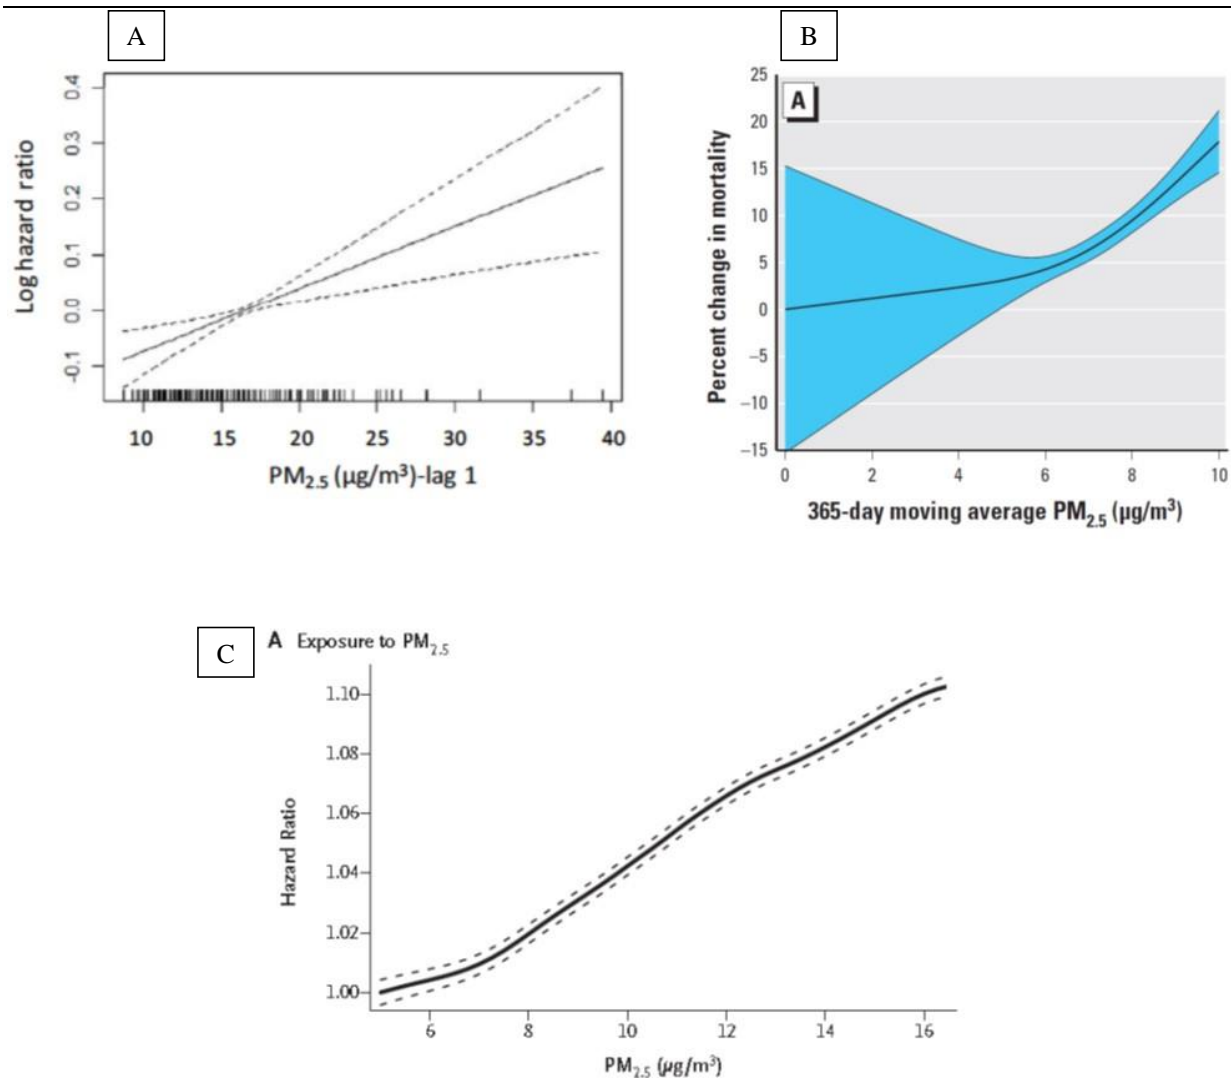 A
Log hazard ratio
0.4
0.3
0.2
0.1
0.0
-0.1
10 15 20 25 30 35 40
PM2.5 (µg/m³)-lag 1
B
A
Percent change in mortality
25
20
15
10
5
0
−5
−10
−15
0 2 4 6 8 10
365-day moving average PM2.5 (µg/m³)
C
A Exposure to PM2.5
Hazard Ratio
1.10
1.08
1.06
1.04
1.02
1.00
6 8 10 12 14 16
PM2.5 (µg/m³)